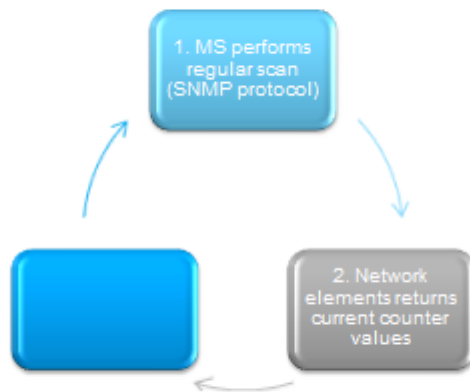 1. MS performs
regular scan
(SNMP protocol)
2. Network
elements returns
current counter
values